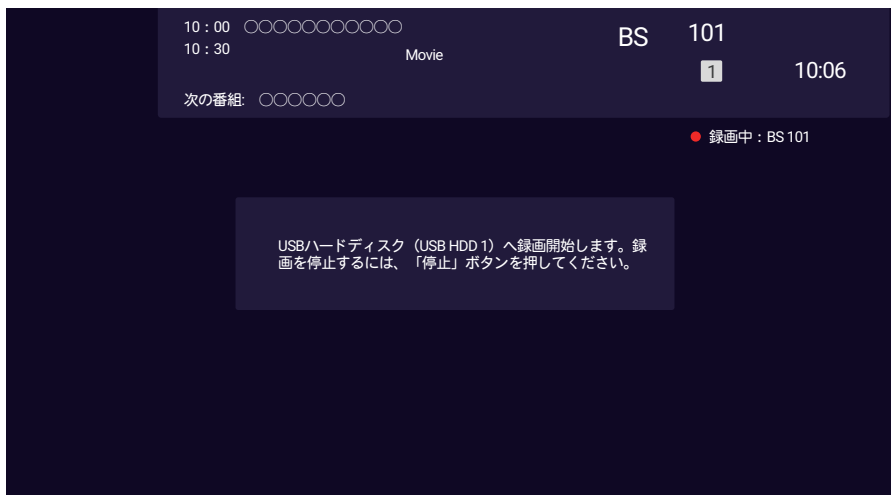 10：00 〇〇〇〇〇〇〇〇〇〇〇
10：30
Movie
BS 101
1
10:06
次の番組: 〇〇〇〇〇〇
録画中：BS 101
USBハードディスク（USB HDD 1）へ録画開始します。録
画を停止するには、「停止」ボタンを押してください。